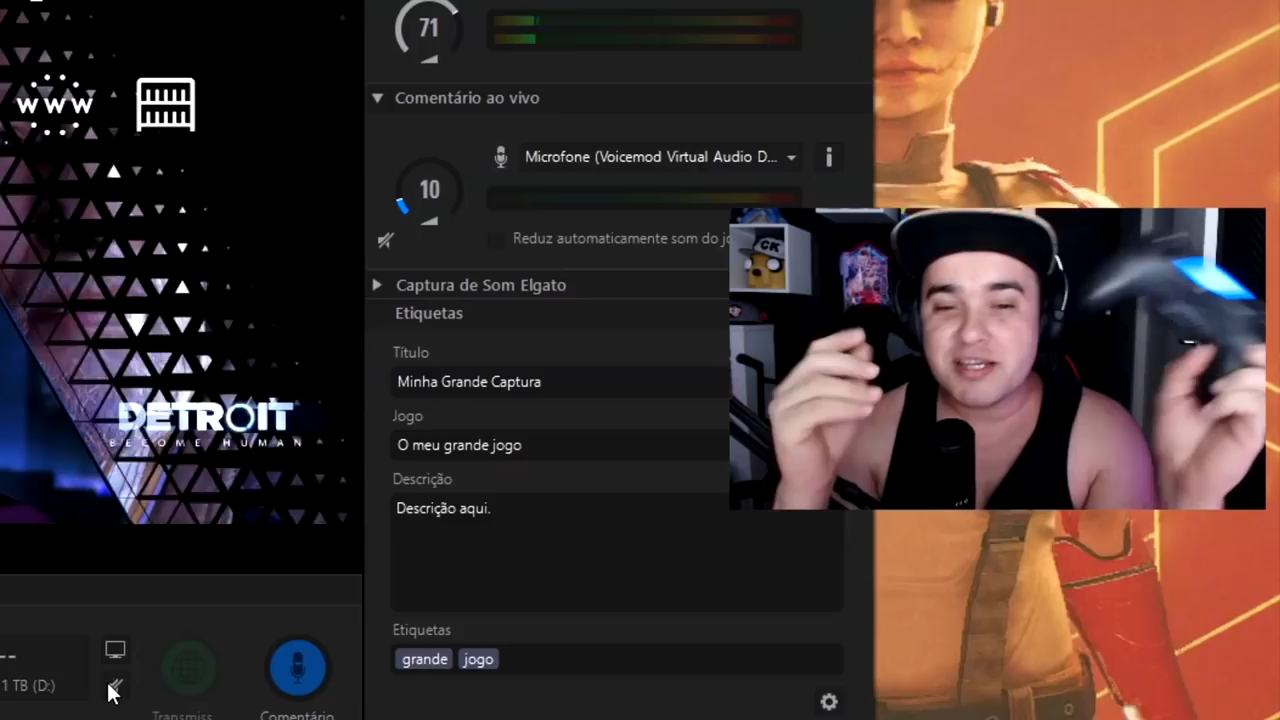 71
WWW
Comentário ao vivo
Microfone (Voicemod Virtual Audio D...
10
Reduz automaticamente som do jo
Captura de Som Elgato
Etiquetas
Título
Minha Grande Captura
Jogo
O meu grande jogo
Descrição
Descrição aqui.
Etiquetas
grande jogo
CK
DETROIT
BECOME HUMAN
--
1 TB (D:)
Transmiss
Comentário